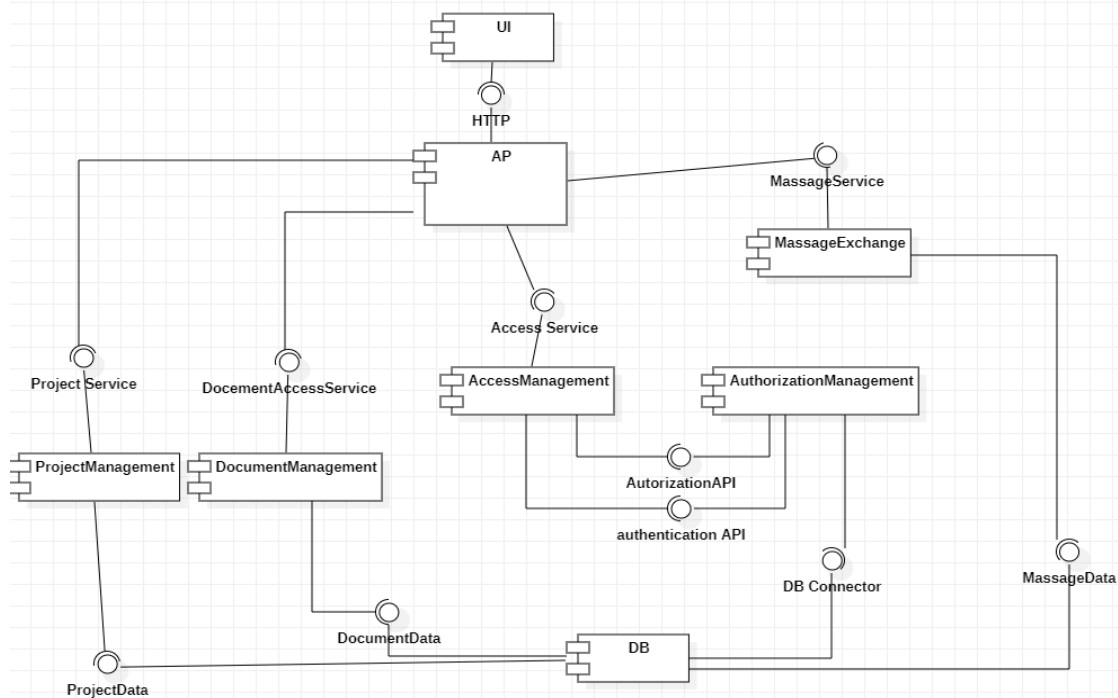 UI
HTTP
AP
MassageService
MassageExchange
Access Service
Project Service
DocementAccessService
AccessManagement
AuthorizationManagement
ProjectManagement
DocumentManagement
AutorizationAPI
authentication API
DB Connector
MassageData
DocumentData
DB
ProjectData